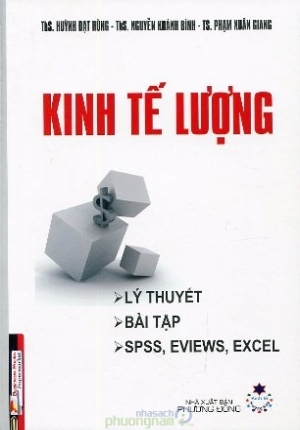 ThS. HUỲNH ĐẠT HÙNG - ThS. NGUYỄN KHÁNH BÌNH - TS. PHẠM XUÂN GIANG
KINH TẾ LƯỢNG
$
➢LÝ THUYẾT
➢BÀI TẬP
➢SPSS, EVIEWS, EXCEL
NHÀ XUẤT BẢN
PHƯƠNG ĐÔNG
nhasach
phuongnam